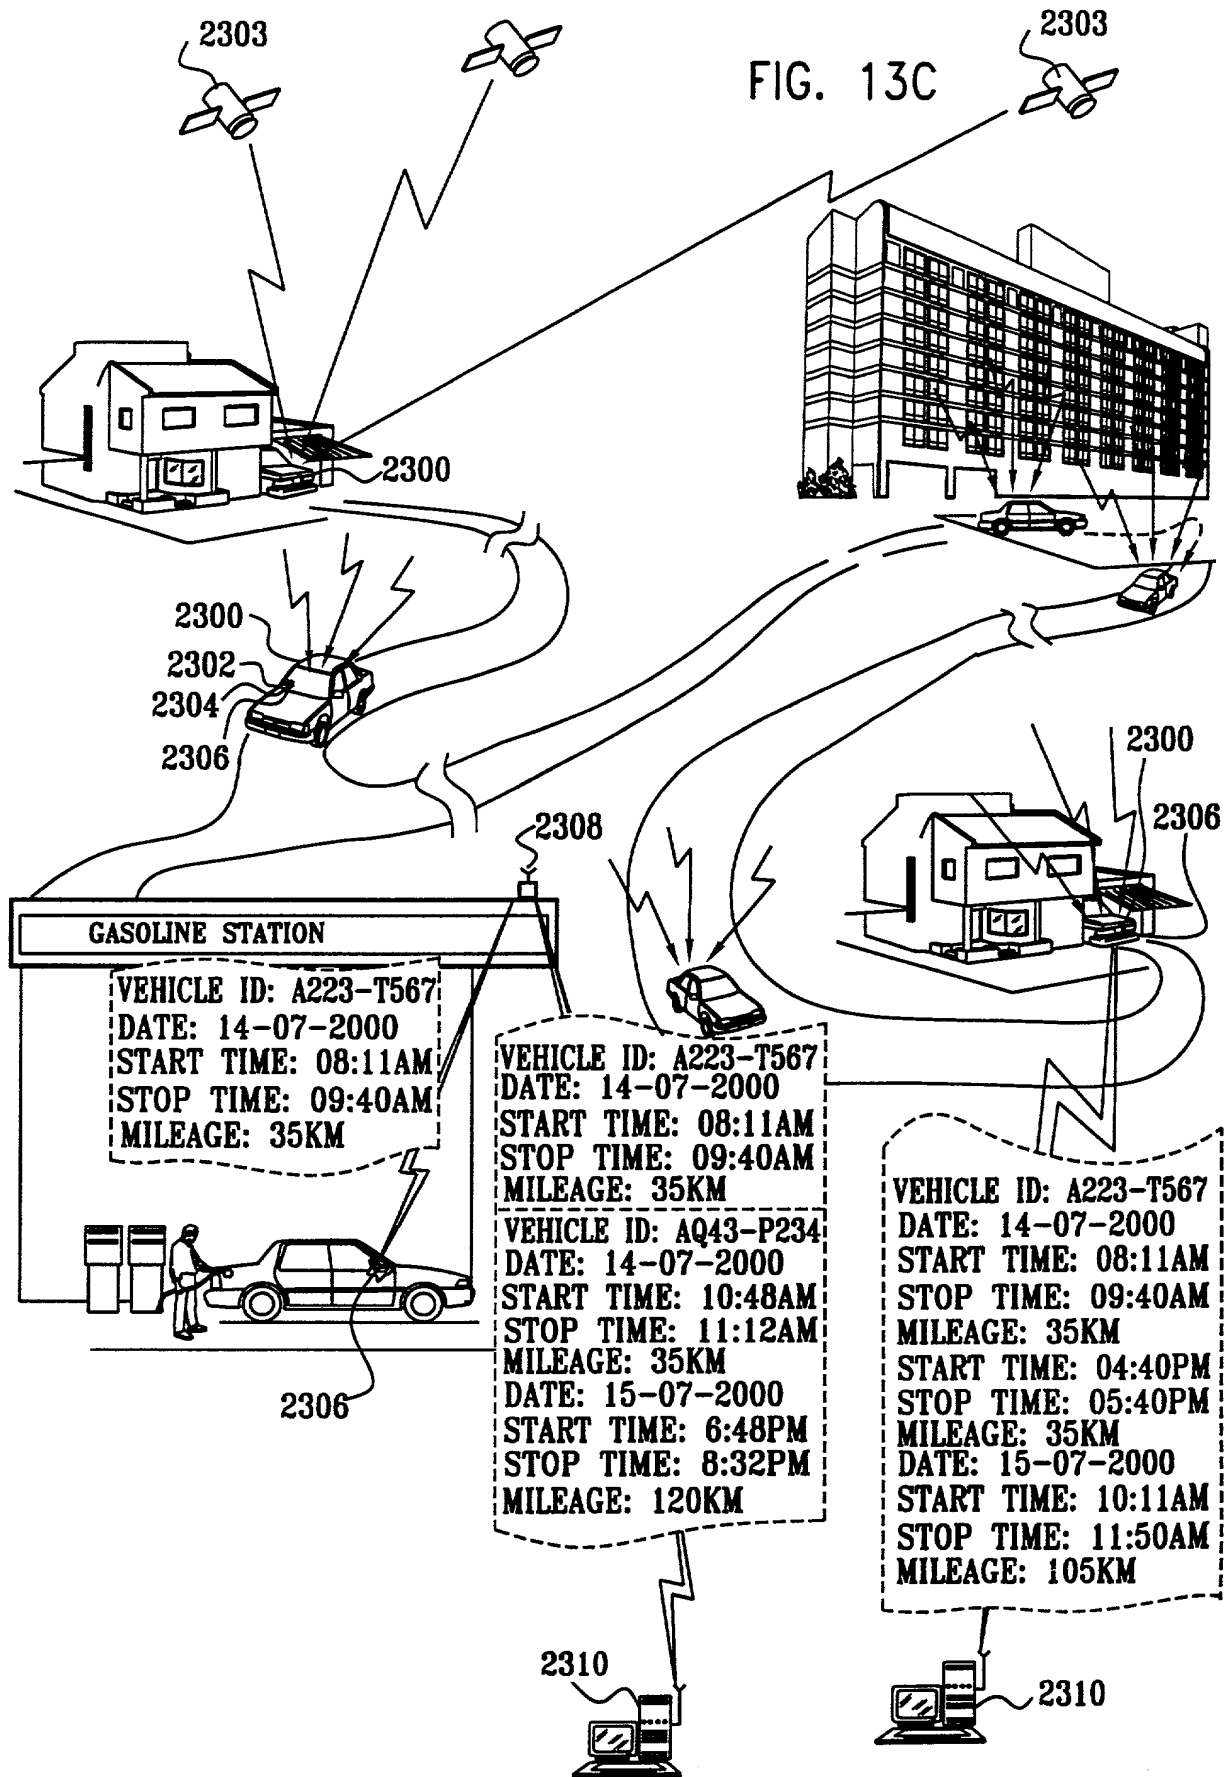 2303
2303
FIG. 13C
2300
2300
2302
2304
2306
2300
2306
2308
GASOLINE STATION
VEHICLE ID: A223-T567
DATE: 14-07-2000
START TIME: 08:11AM
STOP TIME: 09:40AM
MILEAGE: 35KM
VEHICLE ID: A223-T567
DATE: 14-07-2000
START TIME: 08:11AM
STOP TIME: 09:40AM
MILEAGE: 35KM
VEHICLE ID: AQ43-P234
DATE: 14-07-2000
START TIME: 10:48AM
STOP TIME: 11:12AM
MILEAGE: 35KM
DATE: 15-07-2000
START TIME: 6:48PM
STOP TIME: 8:32PM
MILEAGE: 120KM
VEHICLE ID: A223-T567
DATE: 14-07-2000
START TIME: 08:11AM
STOP TIME: 09:40AM
MILEAGE: 35KM
START TIME: 04:40PM
STOP TIME: 05:40PM
MILEAGE: 35KM
DATE: 15-07-2000
START TIME: 10:11AM
STOP TIME: 11:50AM
MILEAGE: 105KM
2306
2310
2310